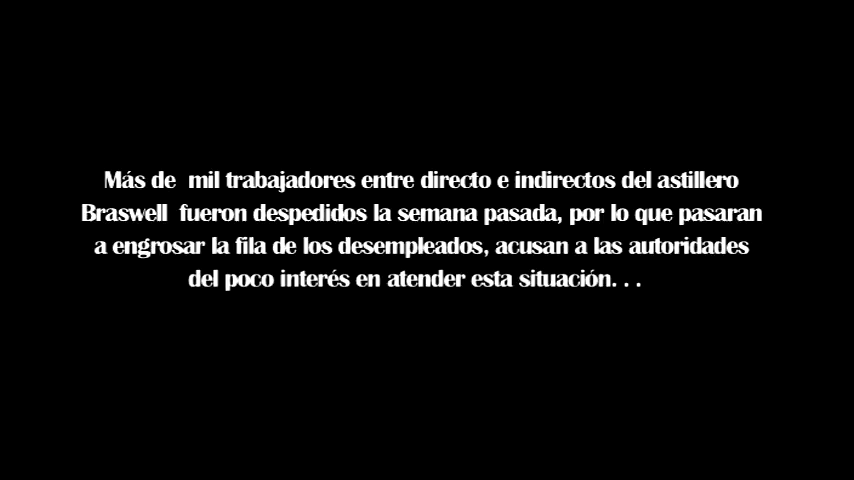 Más de  mil trabajadores entre directo e indirectos del astillero
Braswell  fueron despedidos la semana pasada, por lo que pasaran
a engrosar la fila de los desempleados, acusan a las autoridades
del poco interés en atender esta situación. . .